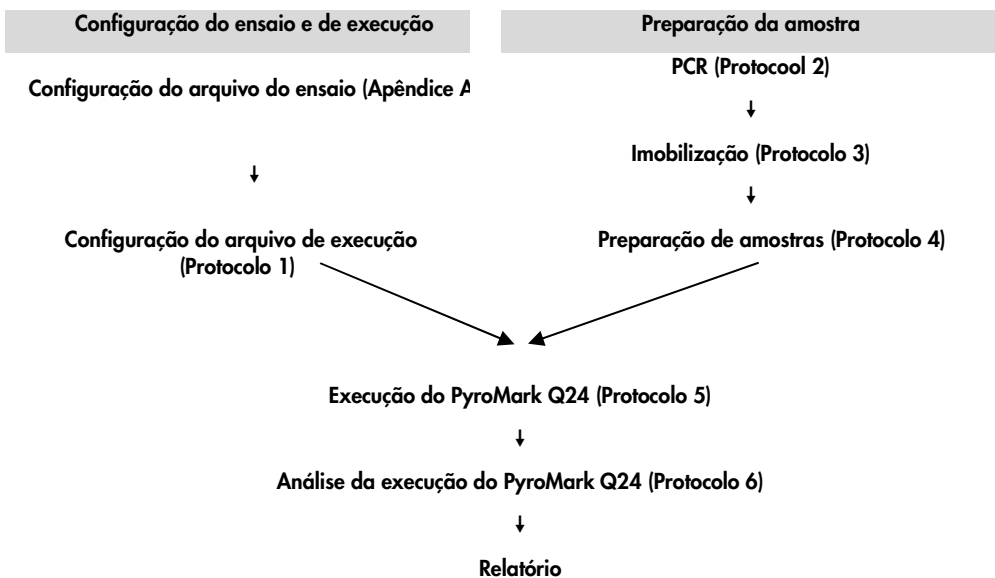 Configuração do ensaio e de execução
Configuração do arquivo do ensaio (Apêndice A
Configuração do arquivo de execução
(Protocolo 1)
Preparação da amostra
PCR (Protocool 2)
Imobilização (Protocolo 3)
Preparação de amostras (Protocolo 4)
Execução do PyroMark Q24 (Protocolo 5)
Análise da execução do PyroMark Q24 (Protocolo 6)
Relatório